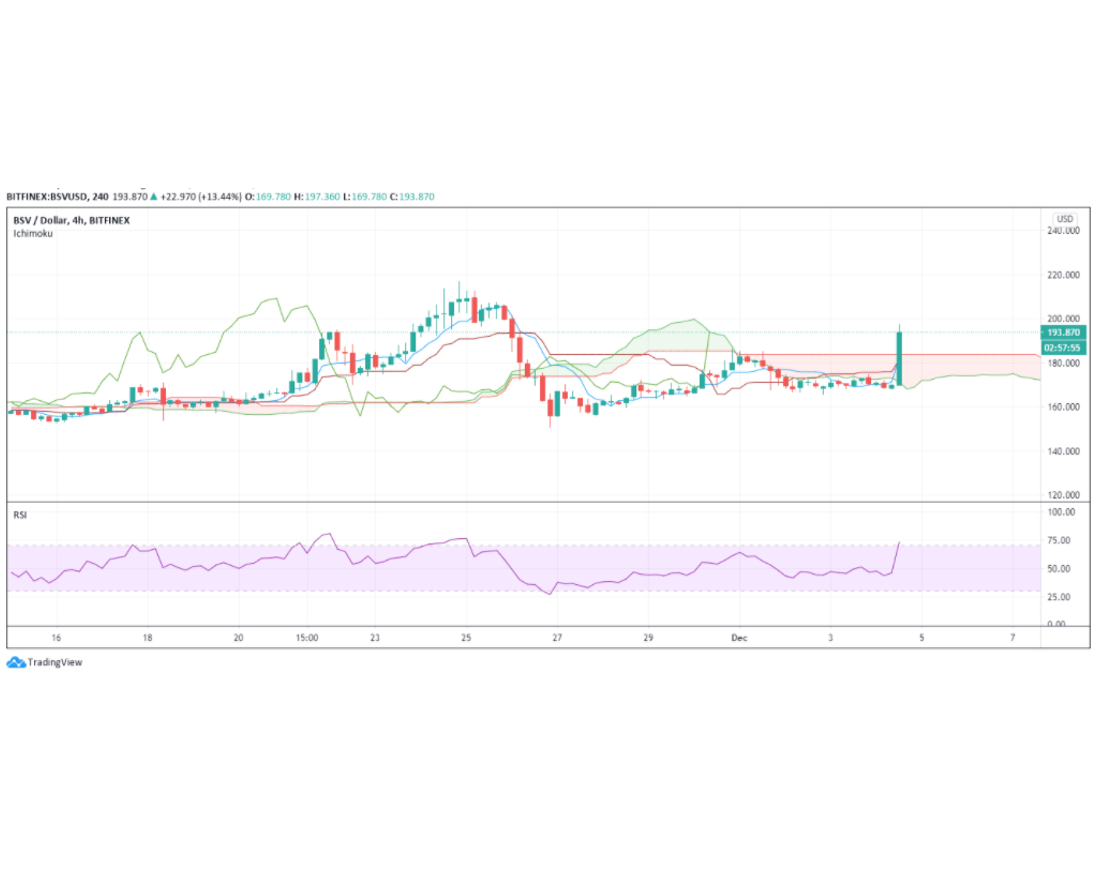 BITFINEX:BSVUSD, 240 193.870 ▲ +22.970 (+13.44%) O:169.780 H:197.360 L:169.780 C:193.870
BSV / Dollar, 4h, BITFINEX
Ichimoku
USD
240.000
220.000
200.000
193.870
02:57:55
180.000
160.000
140.000
120.000
RSI
100.00
75.00
50.00
25.00
0.00
16 18 20 15:00 23 25 27 29 Dec 3 5 7
TradingView